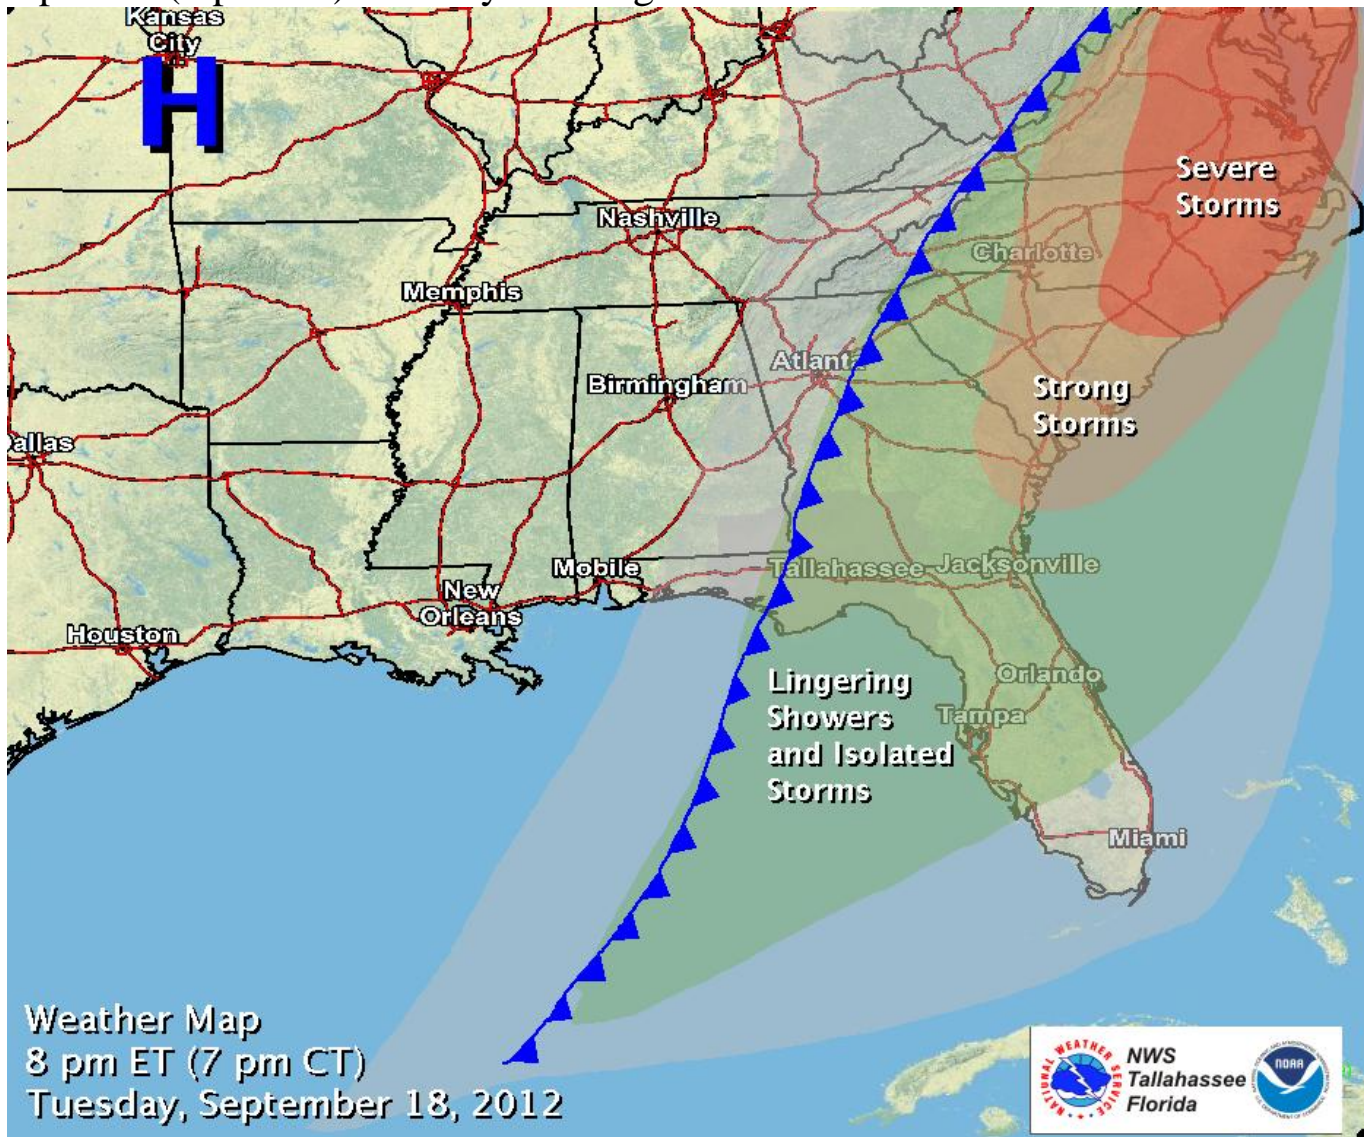 Kansas
City
H
Nashville
Severe
Storms
Charlotte
Memphis
Atlant
Birmingham
Strong
Storms
Dallas
Mobile
Tallahassee
Jacksonville
New
Orleans
Houston
Lingering
Showers
and Isolated
Storms
Orlando
Tampa
Miami
Weather Map
8 pm ET (7 pm CT)
Tuesday, September 18, 2012
NATIONAL WEATHER SERVICE
NWS
Tallahassee
Florida
NOAA